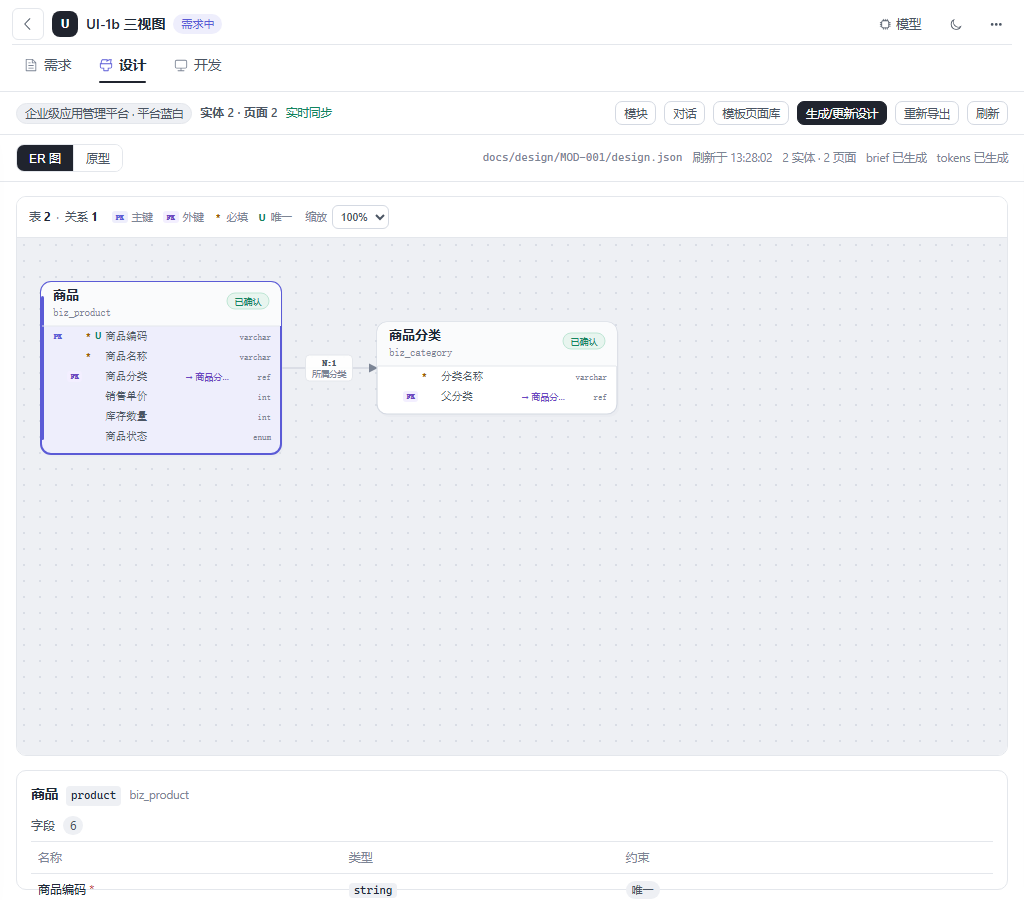 U UI-1b 三视图 需求中 模型
需求 设计 开发
企业级应用管理平台 · 平台蓝白 实体 2 · 页面 2 实时同步 模块 对话 模板页面库 生成/更新设计 重新导出 刷新
ER 图 原型 docs/design/MOD-001/design.json 刷新于 13:28:02 2 实体 · 2 页面 brief 已生成 tokens 已生成
表 2 · 关系 1 PK 主键 FK 外键 * 必填 U 唯一 缩放 100%
商品 已确认
biz_product
PK * U 商品编码 varchar
* 商品名称 varchar
FK 商品分类 → 商品分... ref
销售单价 int
库存数量 int
商品状态 enum
N:1
所属分类
商品分类 已确认
biz_category
* 分类名称 varchar
FK 父分类 → 商品分... ref
商品 product biz_product
字段 6
名称 类型 约束
商品编码 * string 唯一